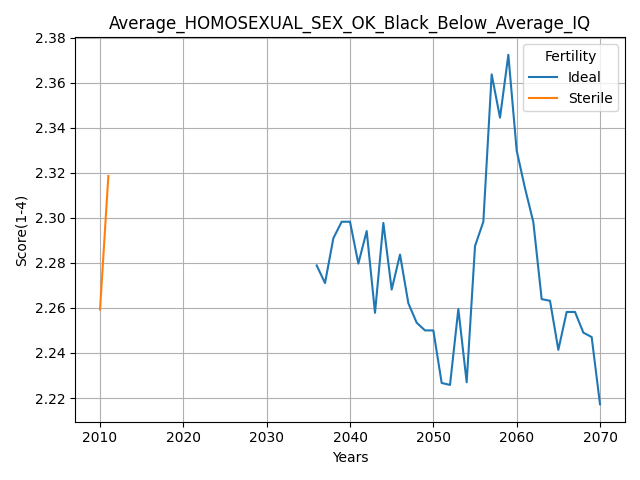 Average_HOMOSEXUAL_SEX_OK_Black_Below_Average_IQ
Score(1-4)
2.38
2.36
2.34
2.32
2.30
2.28
2.26
2.24
2.22
Fertility
Ideal
Sterile
2010 2020 2030 2040 2050 2060 2070
Years